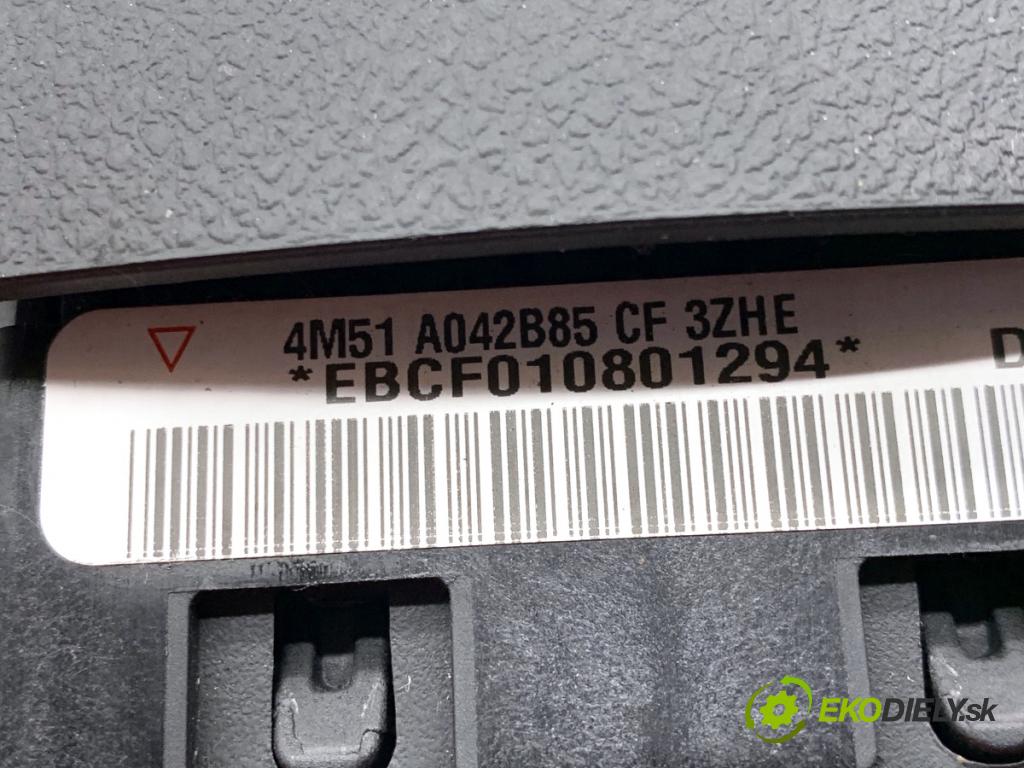 4M51 A042B85 CF 3ZHE
*EBCF010801294*
D
EKODIELY.sk